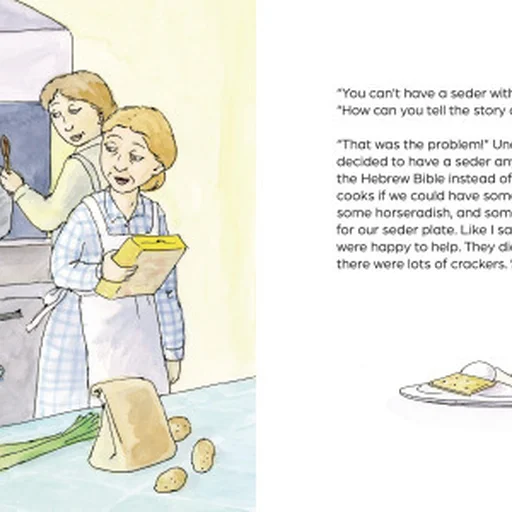 "You can't have a seder with
"How can you tell the story
"That was the problem!"
decided to have a seder
the Hebrew Bible instead of
cooks if we could have some
some horseradish, and som
for our seder plate. Like I sa
were happy to help. They di
there were lots of crackers.